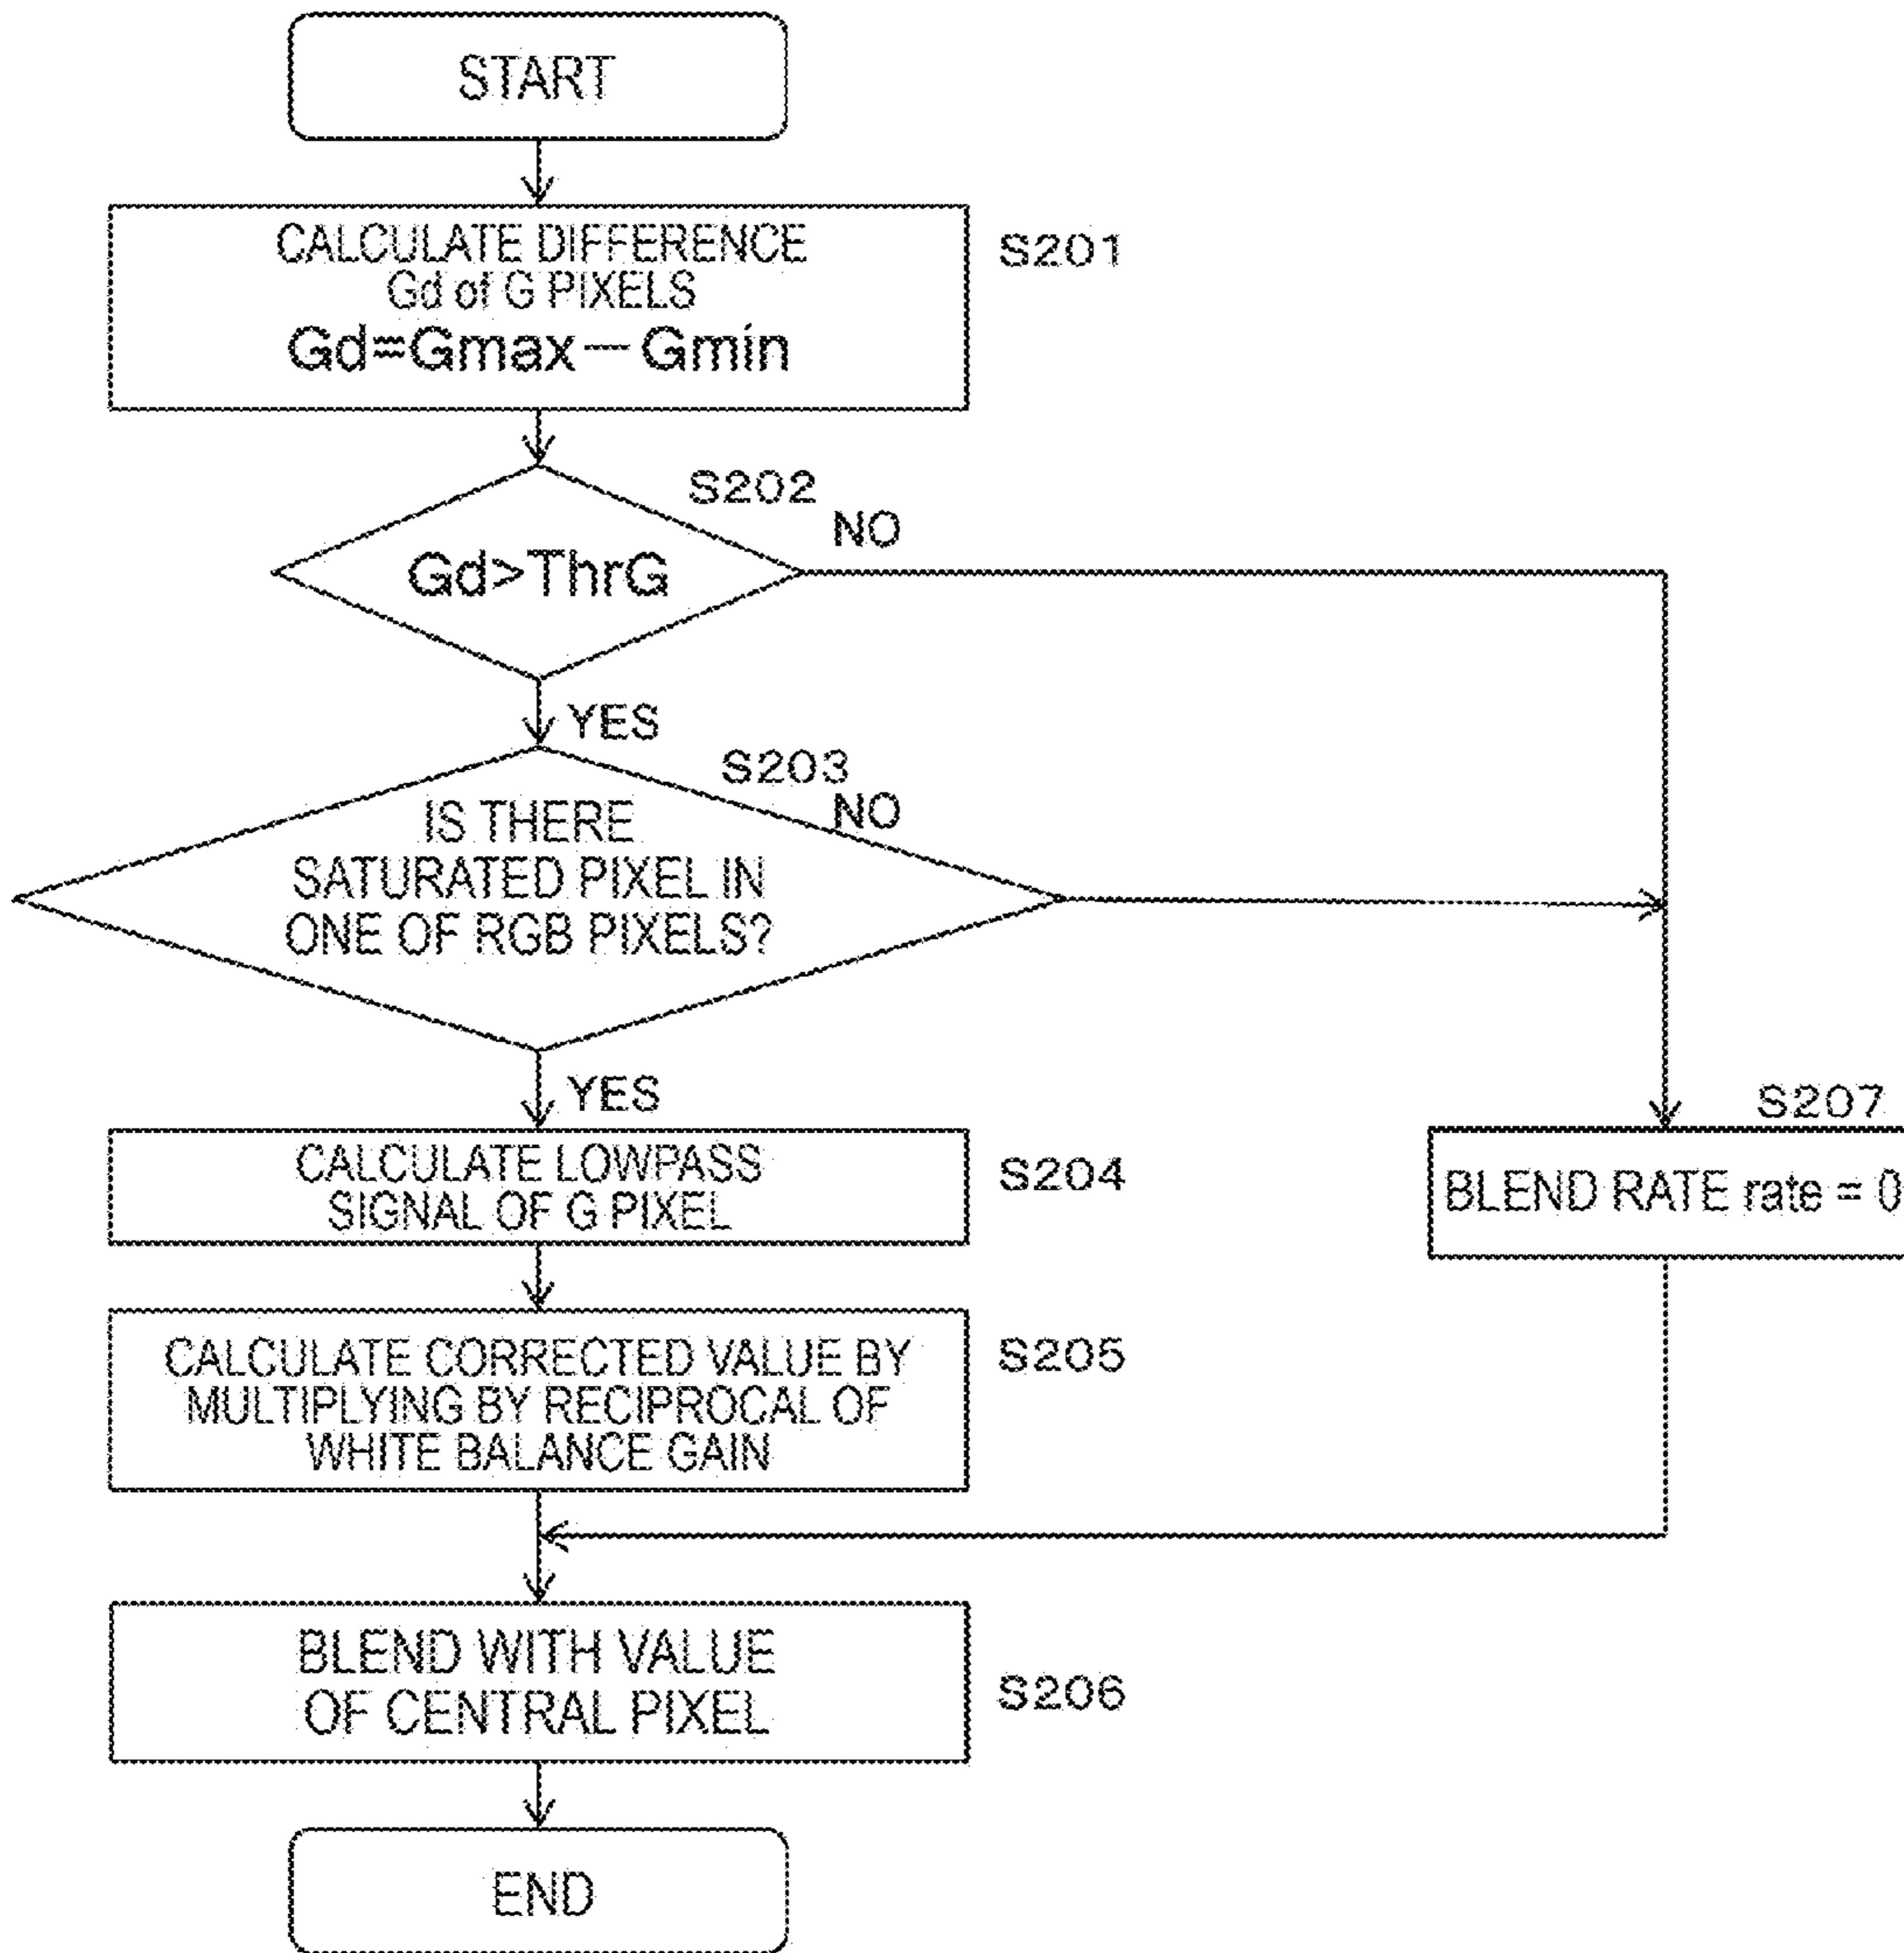 START
CALCULATE DIFFERENCE
Gd of G PIXELS
Gd=Gmax－Gmin
S201
S202
NO
Gd>ThrG
YES
S203
NO
IS THERE
SATURATED PIXEL IN
ONE OF RGB PIXELS?
YES
CALCULATE LOWPASS
SIGNAL OF G PIXEL
S204
S207
BLEND RATE rate = 0
CALCULATE CORRECTED VALUE BY
MULTIPLYING BY RECIPROCAL OF
WHITE BALANCE GAIN
S205
BLEND WITH VALUE
OF CENTRAL PIXEL
S206
END